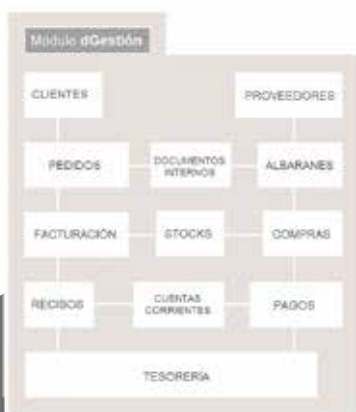 Módulo dGestión
CLIENTES
PROVEEDORES
PEDIDOS
DOCUMENTOS
INTERNOS
ALBARANES
FACTURACIÓN
STOCKS
COMPRAS
RECIBOS
CUENTAS
CORRIENTES
PAGOS
TESORERÍA